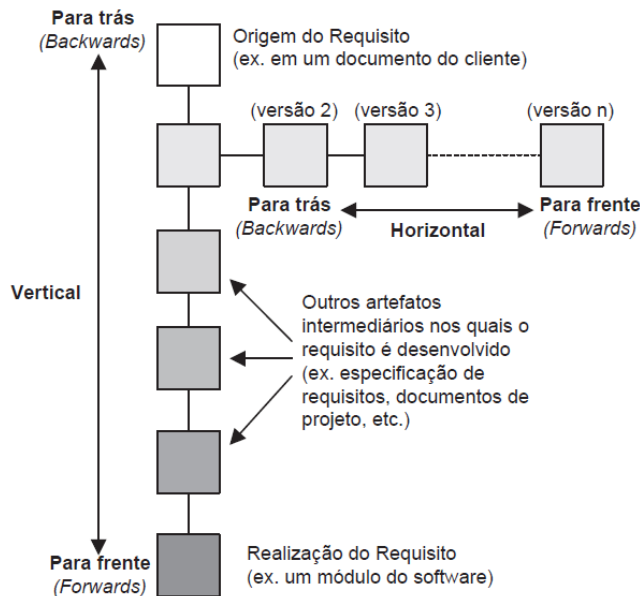 Para trás
(Backwards)
Origem do Requisito
(ex. em um documento do cliente)
(versão 2)
(versão 3)
(versão n)
Para trás
(Backwards)
Horizontal
Para frente
(Forwards)
Vertical
Outros artefatos
intermediários nos quais o
requisito é desenvolvido
(ex. especificação de
requisitos, documentos de
projeto, etc.)
Para frente
(Forwards)
Realização do Requisito
(ex. um módulo do software)